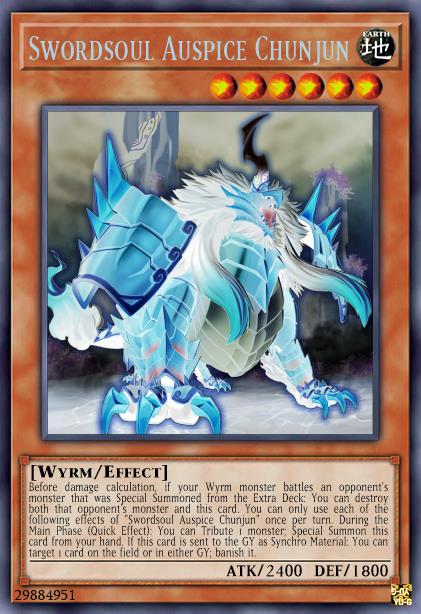 Swordsoul Auspice Chunjun
EARTH
地
[Wyrm/Effect]
Before damage calculation, if your Wyrm monster battles an opponent's
monster that was Special Summoned from the Extra Deck: You can destroy
both that opponent's monster and this card. You can only use each of the
following effects of "Swordsoul Auspice Chunjun" once per turn. During the
Main Phase (Quick Effect): You can Tribute 1 monster; Special Summon
this card from your hand. If this card is sent to the GY as Synchro Material: You can
target 1 card on the field or in either GY; banish it.
ATK/2400 DEF/1800
29884951